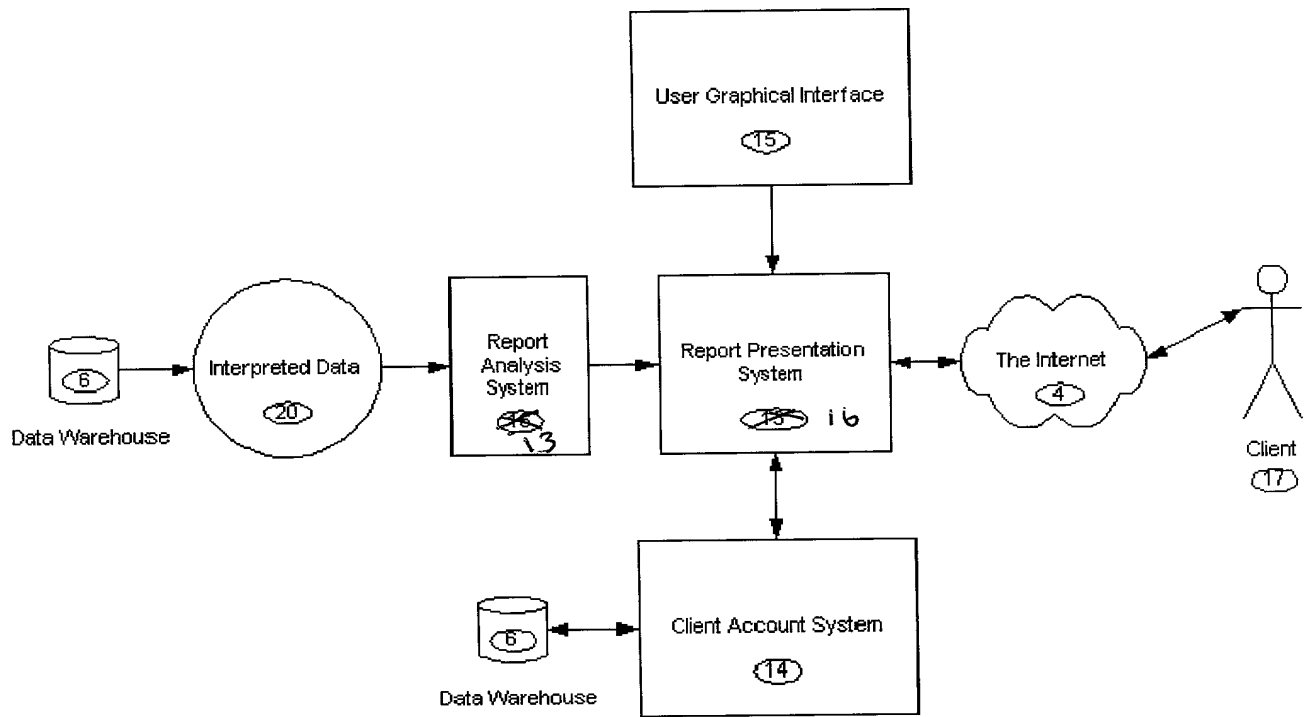 User Graphical Interface
15
6
Data Warehouse
Interpreted Data
20
Report
Analysis
System
13
Report Presentation
System
16
The Internet
4
Client
17
6
Data Warehouse
Client Account System
14